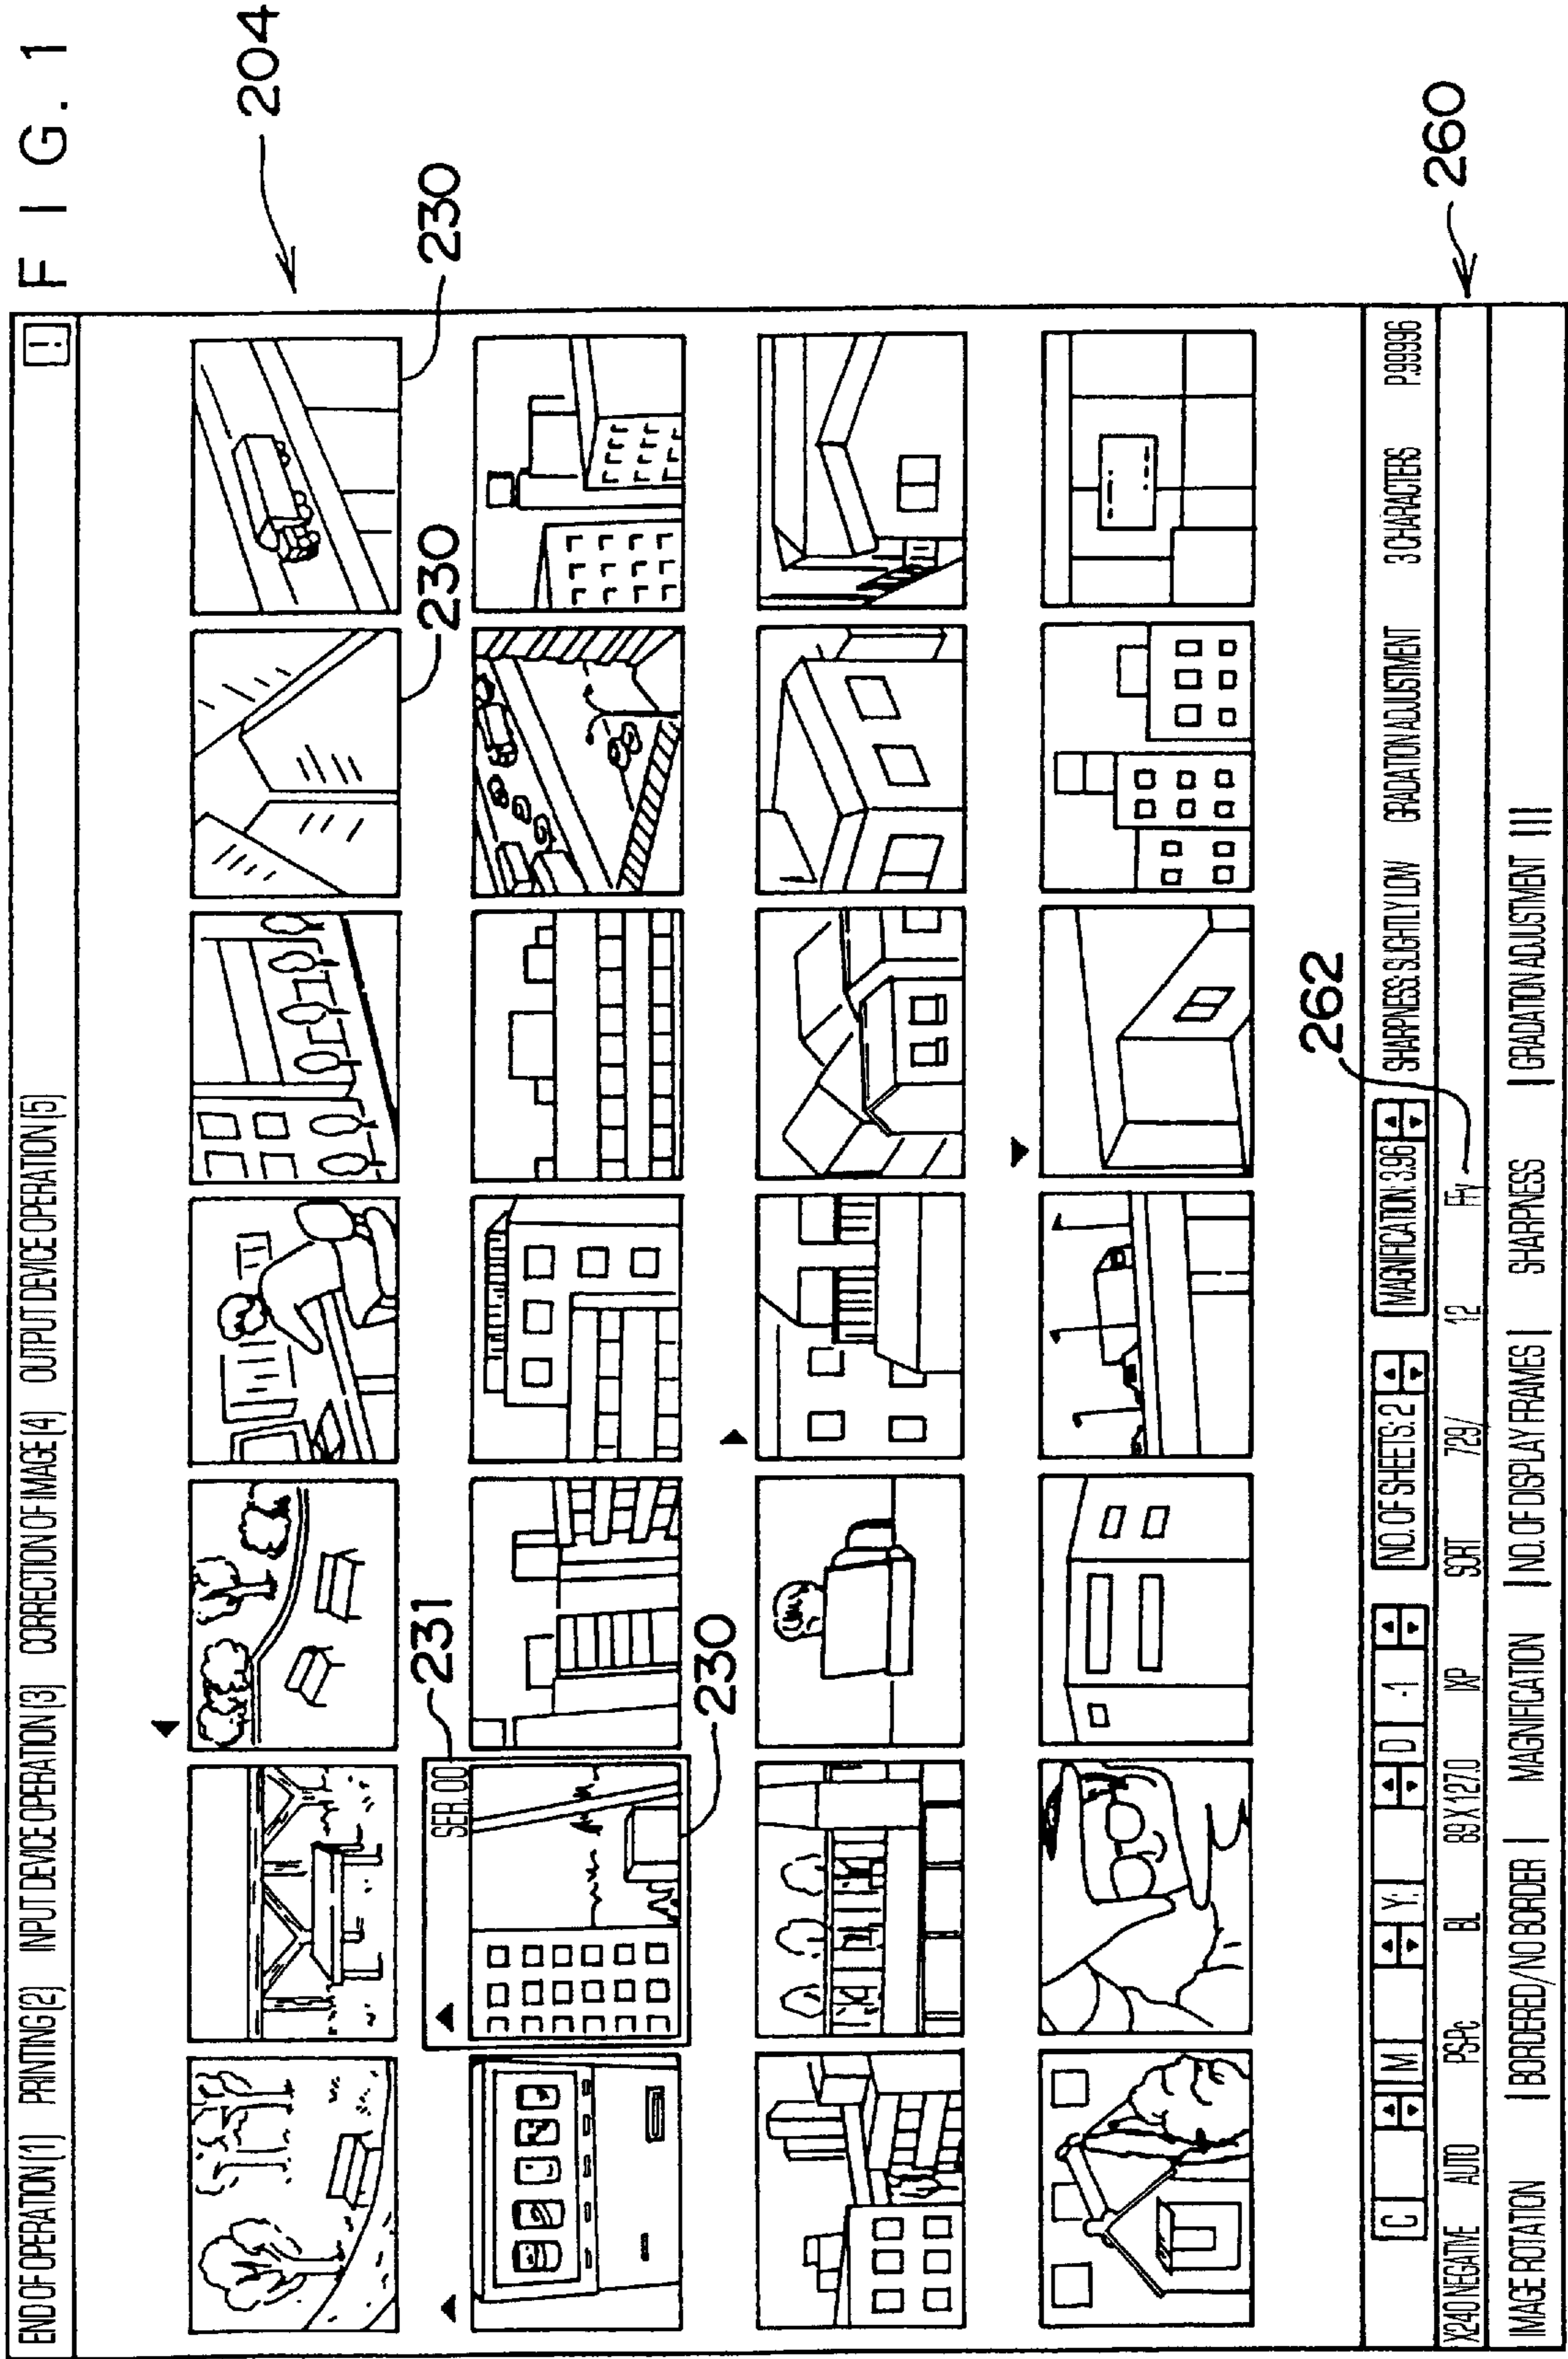 F I G. 1
END OF OPERATION (1) PRINTING (2) INPUT DEVICE OPERATION (3) CORRECTION OF IMAGE (4) OUTPUT DEVICE OPERATION (5) !
204
230
230
231
SER.00
230
262
C M Y: D -1 NO. OF SHEETS: 2 MAGNIFICATION: 3.96 SHARPNESS: SLIGHTLY LOW GRADATION ADJUSTMENT 3 CHARACTERS P.99996
260
X240 NEGATIVE AUTO PSPc BL 89 X 127.0 IXP SORT 729/ 12 FFv
IMAGE ROTATION | BORDERED/NO BORDER | MAGNIFICATION | NO. OF DISPLAY FRAMES | SHARPNESS | GRADATION ADJUSTMENT |||